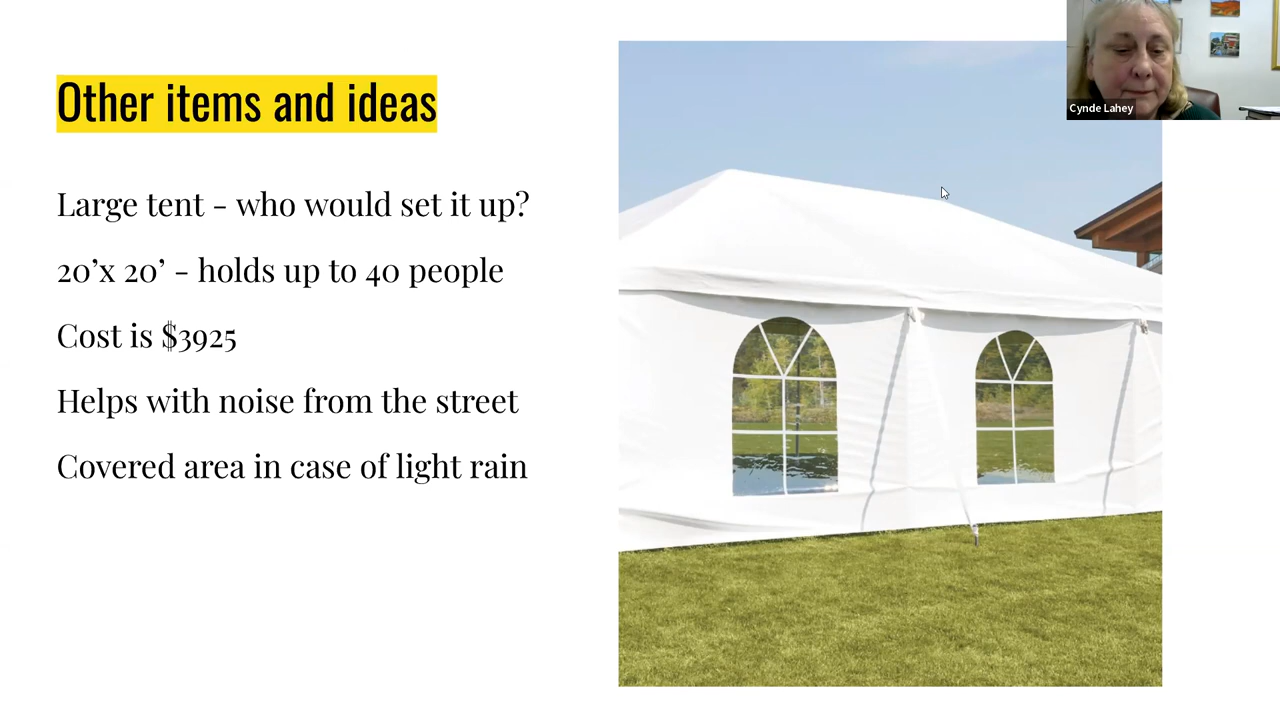 Other items and ideas
Large tent - who would set it up?
20’x 20’ - holds up to 40 people
Cost is $3925
Helps with noise from the street
Covered area in case of light rain
Cynde Lahey